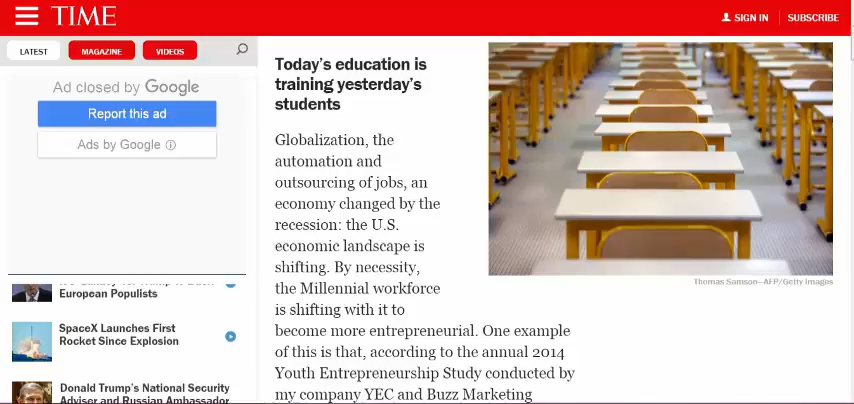 TIME
SIGN IN
SUBSCRIBE
LATEST
MAGAZINE
VIDEOS
Ad closed by Google
Report this ad
Ads by Google
European Populists
SpaceX Launches First
Rocket Since Explosion
Donald Trump's National Security
Adviser and Russian Ambassador
Today's education is
training yesterday's
students
Thomas Samson—AFP/Getty Images
Globalization, the
automation and
outsourcing of jobs, an
economy changed by the
recession: the U.S.
economic landscape is
shifting. By necessity,
the Millennial workforce
is shifting with it to
become more entrepreneurial. One example
of this is that, according to the annual 2014
Youth Entrepreneurship Study conducted by
my company YEC and Buzz Marketing